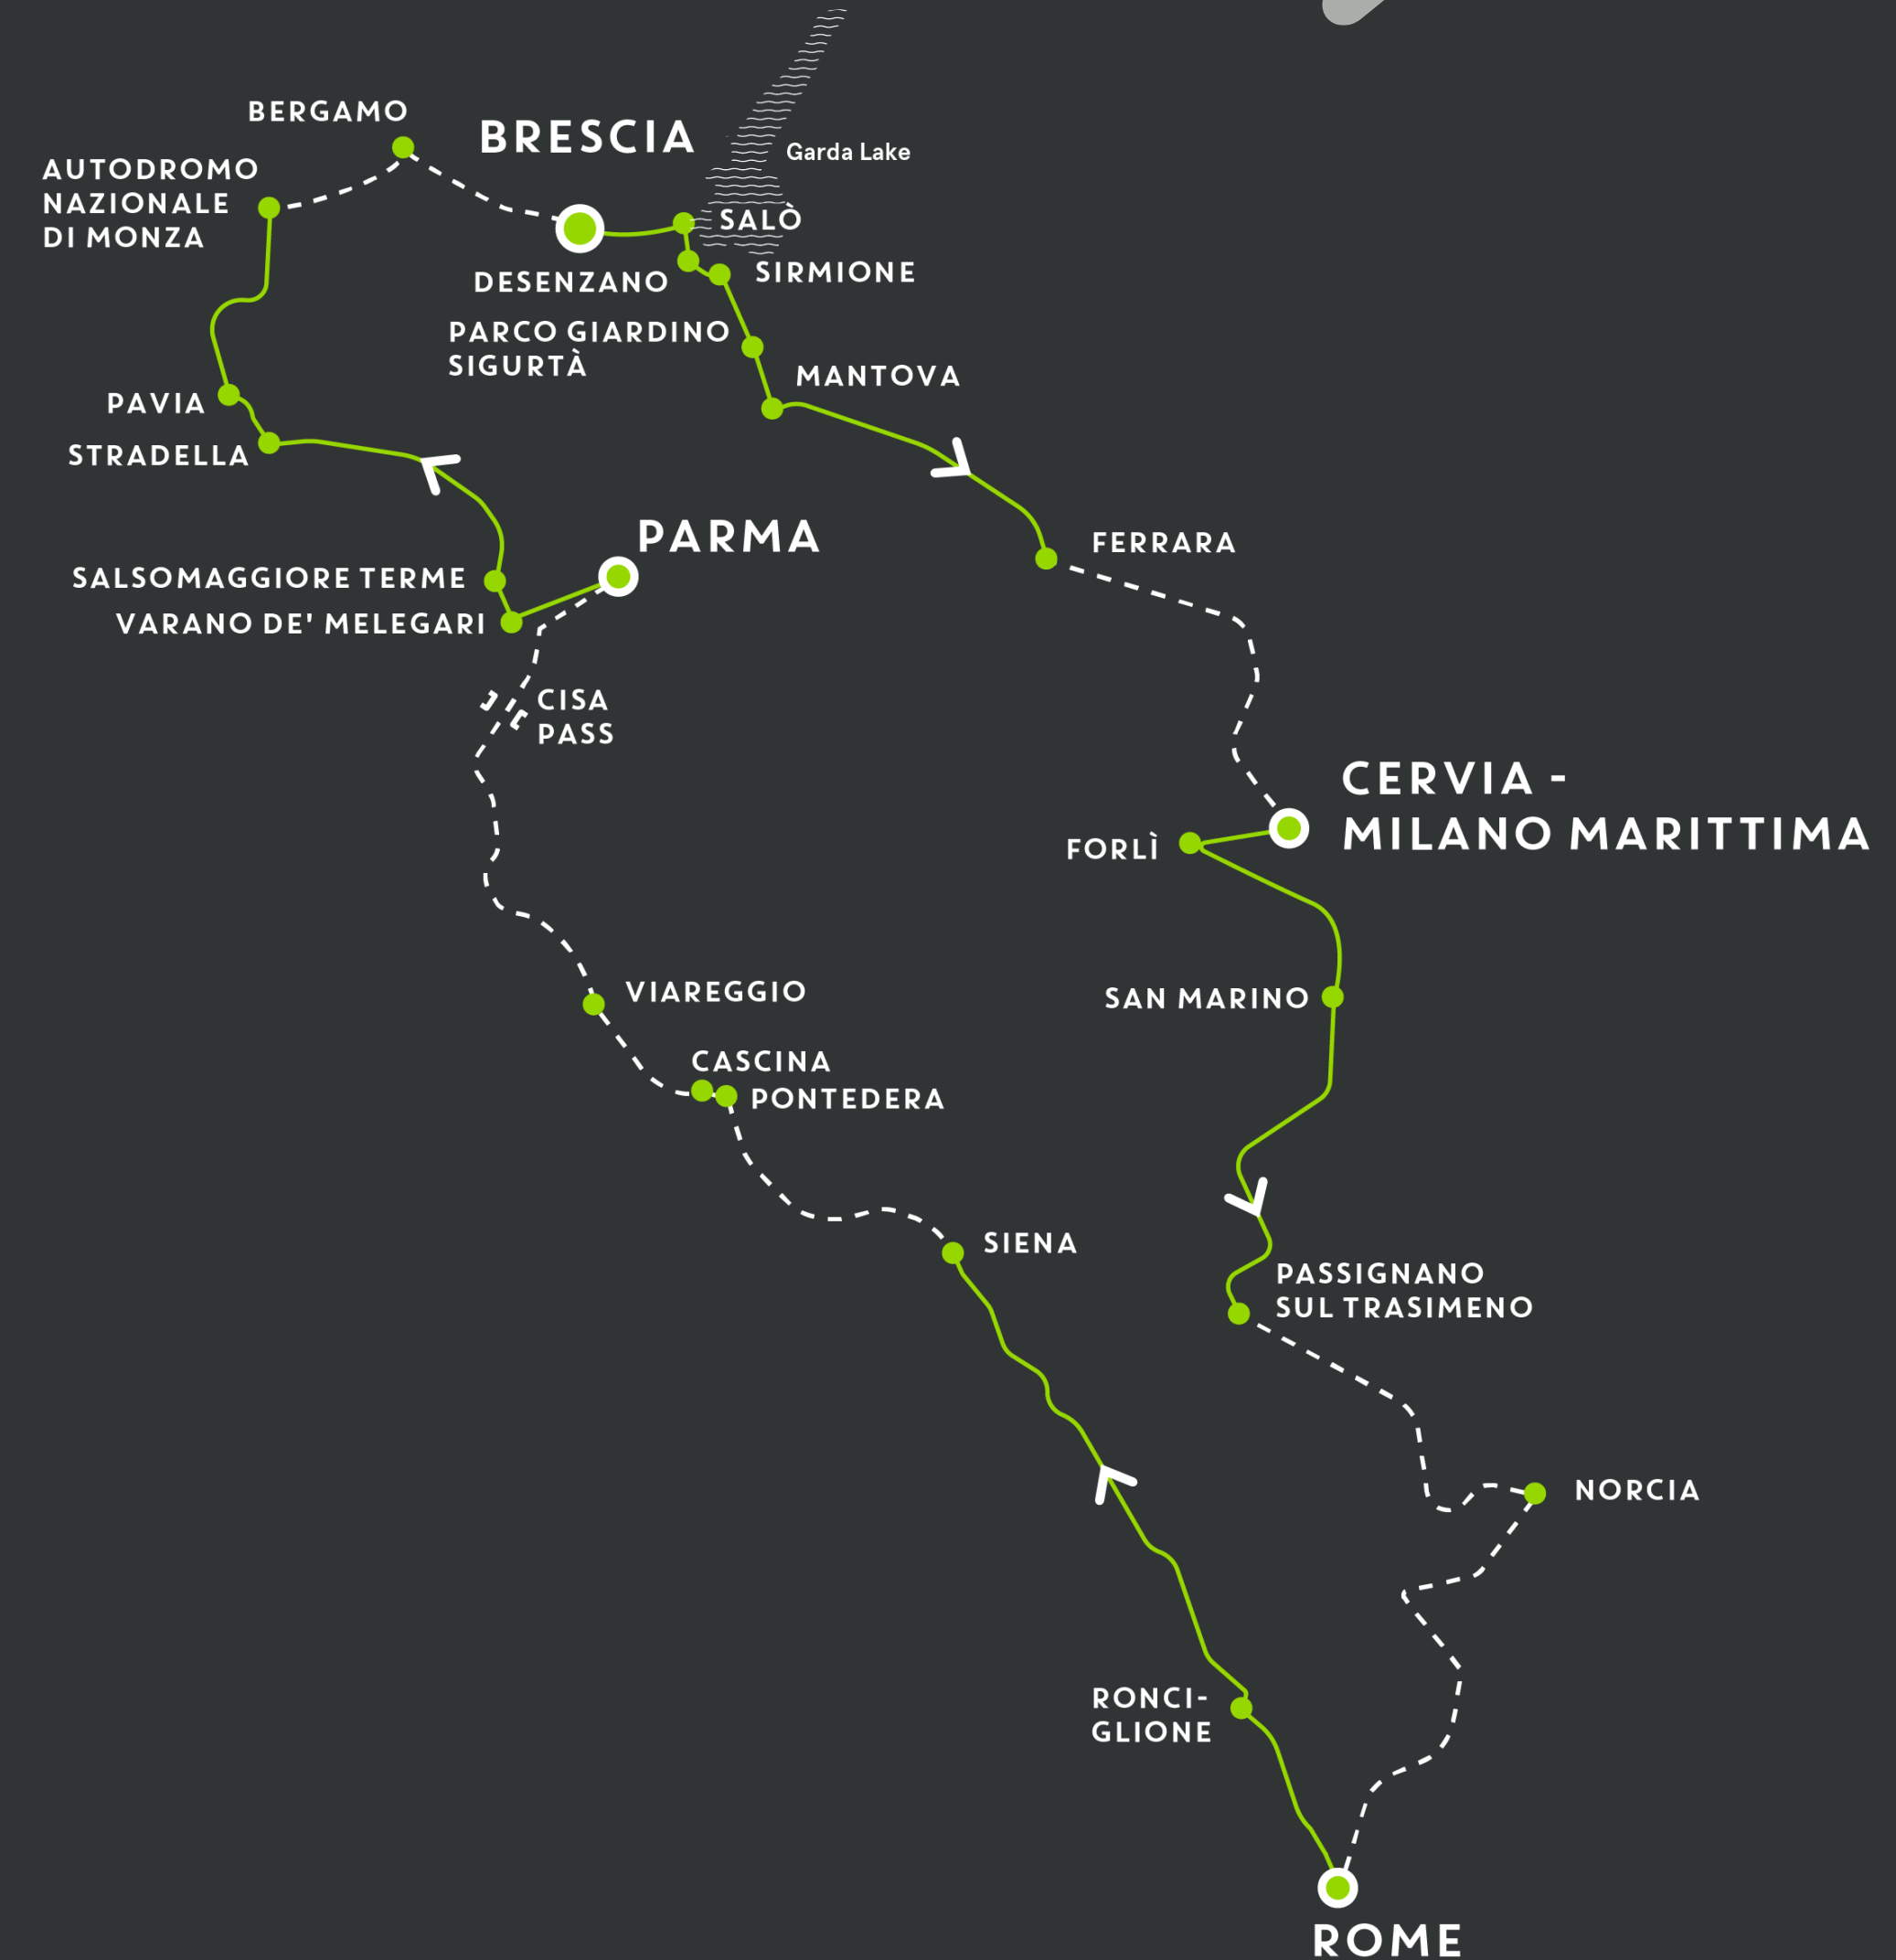 BERGAMO
BRESCIA
Garda Lake
AUTODROMO
NAZIONALE
DI MONZA
SALÒ
SIRMIONE
DESENZANO
PARCO GIARDINO
SIGURTÀ
MANTOVA
PAVIA
STRADELLA
PARMA
FERRARA
SALSOMAGGIORE TERME
VARANO DE' MELEGARI
CISA
PASS
CERVIA -
MILANO MARITTIMA
FORLÌ
VIAREGGIO
SAN MARINO
CASCINA
PONTEDERA
SIENA
PASSIGNANO
SUL TRASIMENO
NORCIA
RONCI-
GLIONE
ROME